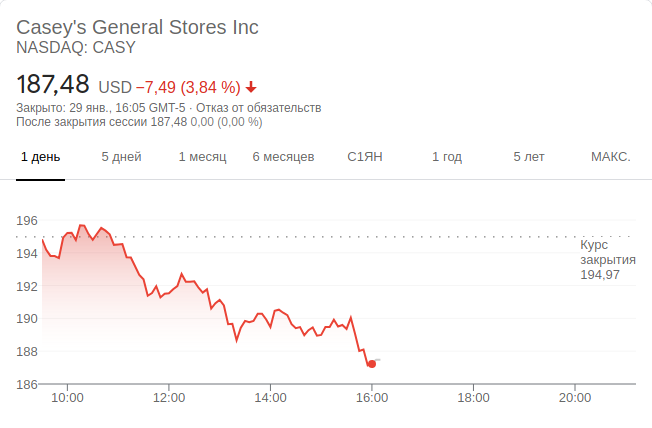 Casey's General Stores Inc
NASDAQ: CASY
187,48 USD −7,49 (3,84 %)
Закрыто: 29 янв., 16:05 GMT-5 · Отказ от обязательств
После закрытия сессии 187,48 0,00 (0,00 %)
1 день 5 дней 1 месяц 6 месяцев С1ЯН 1 год 5 лет МАКС.
196
Курс
закрытия
194,97
194
192
190
188
186
10:00 12:00 14:00 16:00 18:00 20:00